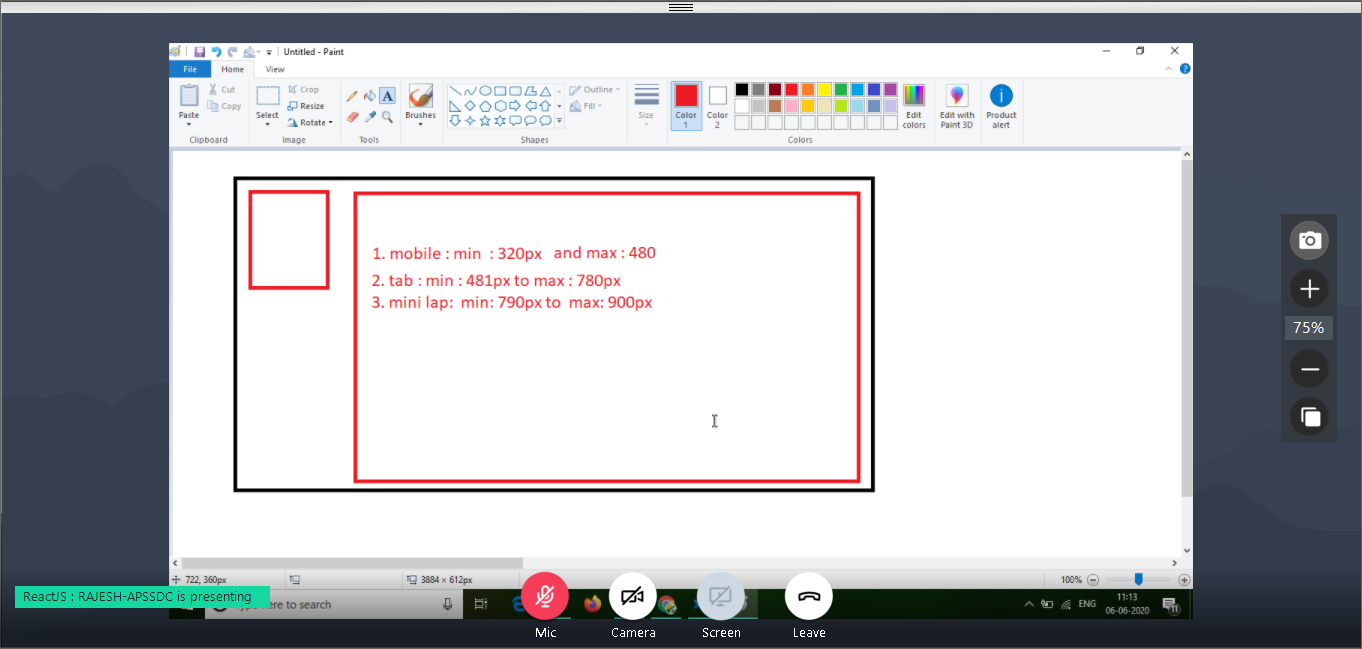 Untitled - Paint
File Home View
Paste Cut Copy Clipboard
Select Crop Resize Rotate Image
Tools
Brushes
Shapes
Outline
Fill
Size
Color 1
Color 2
Colors
Edit colors
Edit with Paint 3D
Product alert
1. mobile : min : 320px and max : 480
2. tab : min : 481px to max : 780px
3. mini lap: min: 790px to max: 900px
75%
722, 360px
3884 × 612px
100%
ReactJS : RAJESH-APSSDC is presenting
here to search
ENG
11:13
06-06-2020
11
Mic Camera Screen Leave